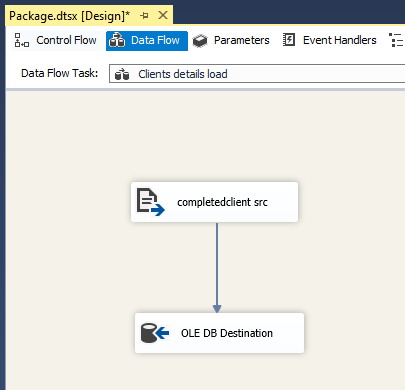 Package.dtsx [Design]*
Control Flow Data Flow Parameters Event Handlers
Data Flow Task: Clients details load
completedclient src
OLE DB Destination